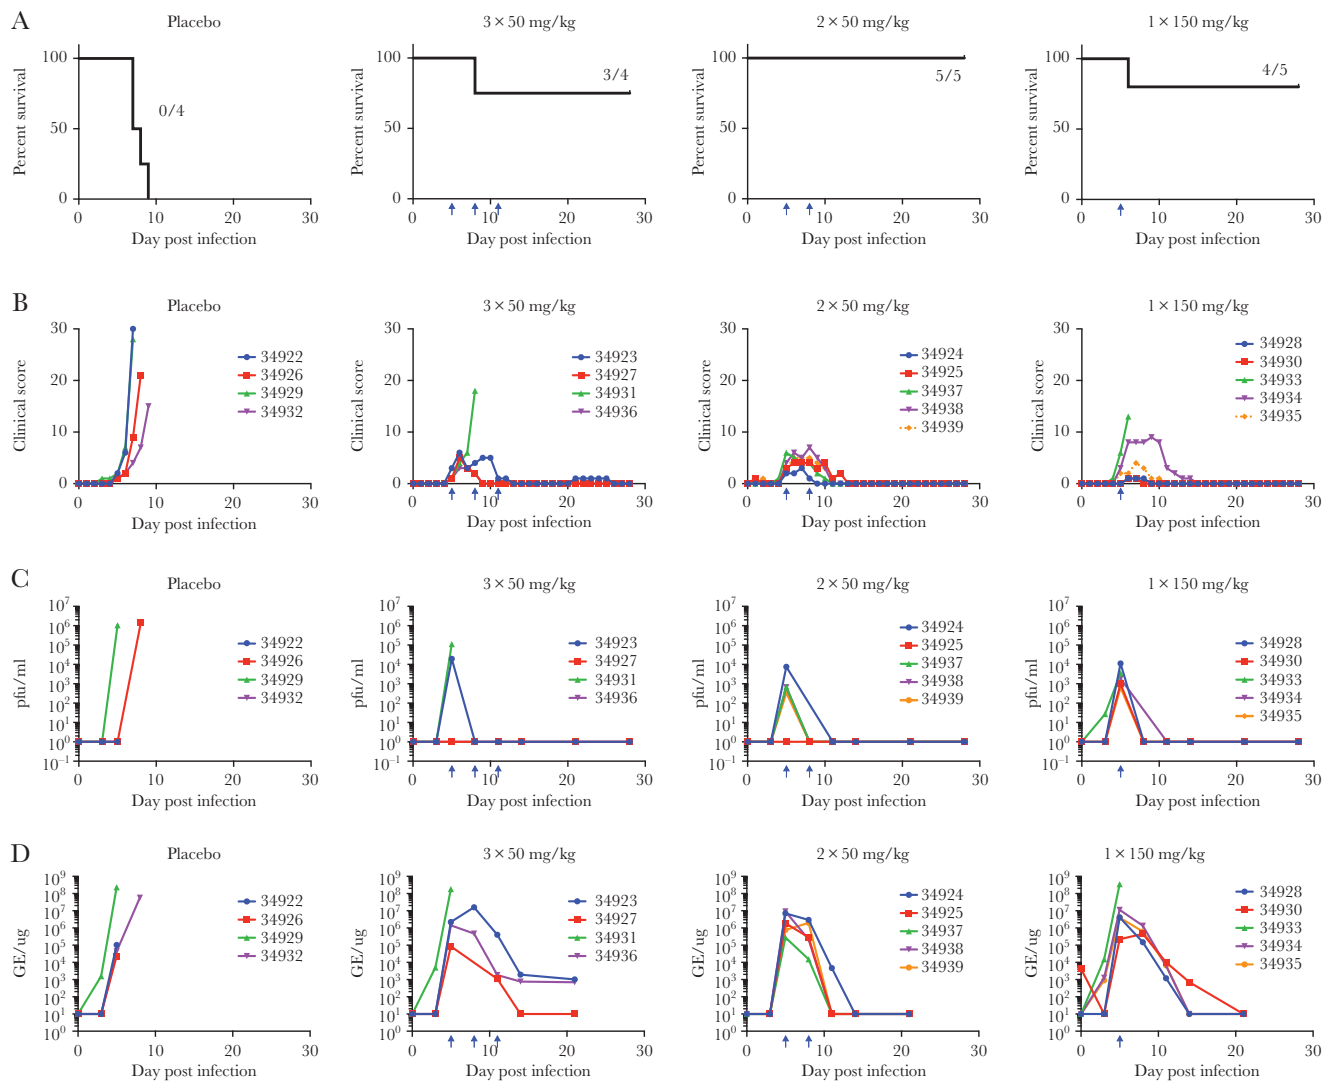 A
Placebo
3 × 50 mg/kg
2 × 50 mg/kg
1 × 150 mg/kg
Percent survival
100
50
0
0/4
0 10 20 30
Day post infection
Percent survival
100
50
0
3/4
0 10 20 30
Day post infection
Percent survival
100
50
0
5/5
0 10 20 30
Day post infection
Percent survival
100
50
0
4/5
0 10 20 30
Day post infection
B
Placebo
3 × 50 mg/kg
2 × 50 mg/kg
1 × 150 mg/kg
Clinical score
30
20
10
0
34922
34926
34929
34932
0 10 20 30
Day post infection
Clinical score
30
20
10
0
34923
34927
34931
34936
0 10 20 30
Day post infection
Clinical score
30
20
10
0
34924
34925
34937
34938
34939
0 10 20 30
Day post infection
Clinical score
30
20
10
0
34928
34930
34933
34934
34935
0 10 20 30
Day post infection
C
Placebo
3 × 50 mg/kg
2 × 50 mg/kg
1 × 150 mg/kg
pfu/ml
10⁷
10⁶
10⁵
10⁴
10³
10²
10¹
10⁰
10⁻¹
34922
34926
34929
34932
0 10 20 30
Day post infection
pfu/ml
10⁷
10⁶
10⁵
10⁴
10³
10²
10¹
10⁰
10⁻¹
34923
34927
34931
34936
0 10 20 30
Day post infection
pfu/ml
10⁷
10⁶
10⁵
10⁴
10³
10²
10¹
10⁰
10⁻¹
34924
34925
34937
34938
34939
0 10 20 30
Day post infection
pfu/ml
10⁷
10⁶
10⁵
10⁴
10³
10²
10¹
10⁰
10⁻¹
34928
34930
34933
34934
34935
0 10 20 30
Day post infection
D
Placebo
3 × 50 mg/kg
2 × 50 mg/kg
1 × 150 mg/kg
GE/ug
10⁹
10⁸
10⁷
10⁶
10⁵
10⁴
10³
10²
10¹
10⁰
34922
34926
34929
34932
0 10 20 30
Day post infection
GE/ug
10⁹
10⁸
10⁷
10⁶
10⁵
10⁴
10³
10²
10¹
10⁰
34923
34927
34931
34936
0 10 20 30
Day post infection
GE/ug
10⁹
10⁸
10⁷
10⁶
10⁵
10⁴
10³
10²
10¹
10⁰
34924
34925
34937
34938
34939
0 10 20 30
Day post infection
GE/ug
10⁹
10⁸
10⁷
10⁶
10⁵
10⁴
10³
10²
10¹
10⁰
34928
34930
34933
34934
34935
0 10 20 30
Day post infection